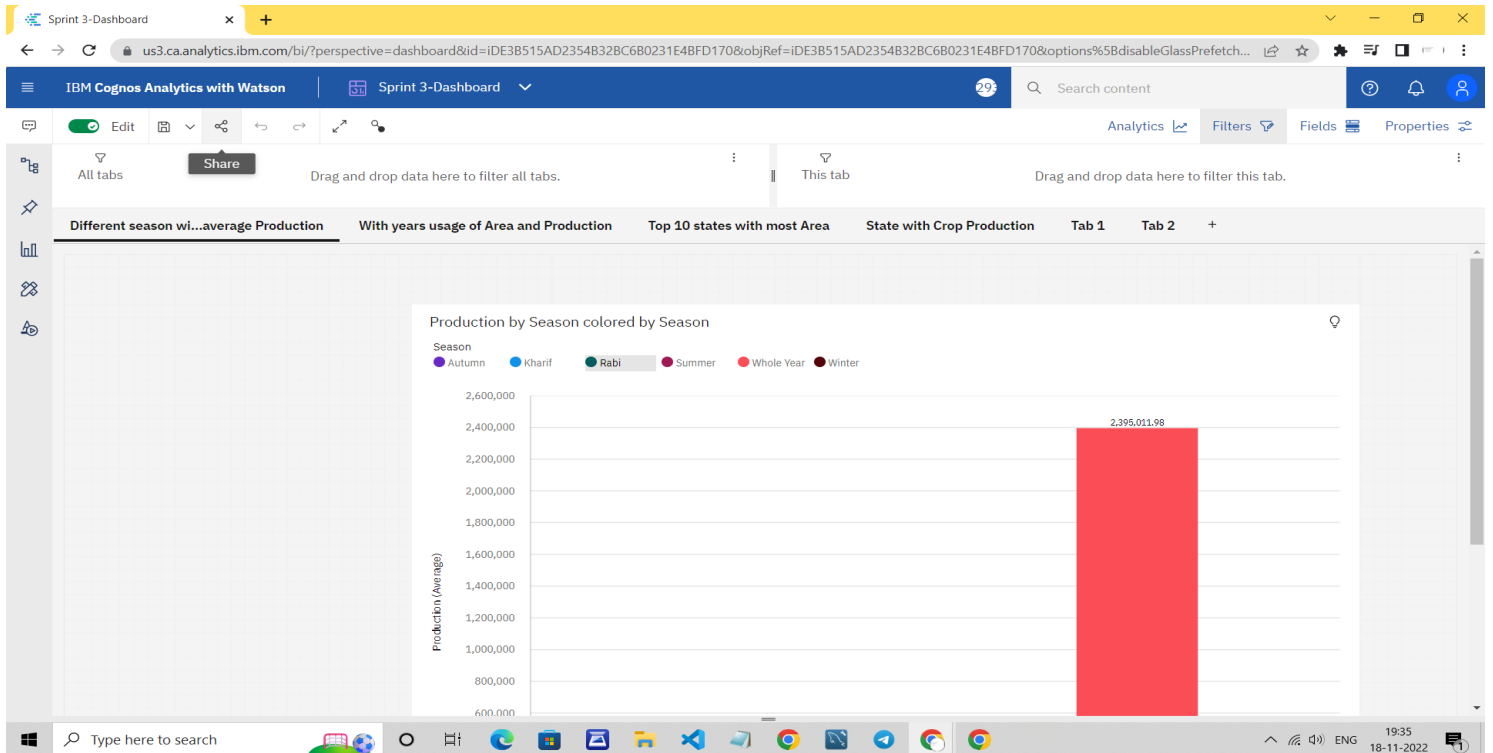 Sprint 3-Dashboard
us3.ca.analytics.ibm.com/bi/?perspective=dashboard&id=iDE3B515AD2354B32BC6B0231E4BFD170&objRef=iDE3B515AD2354B32BC6B0231E4BFD170&options%5BdisableGlassPrefetch...
IBM Cognos Analytics with Watson Sprint 3-Dashboard Search content
Edit Analytics Filters Fields Properties
Share
All tabs Drag and drop data here to filter all tabs. This tab Drag and drop data here to filter this tab.
Different season wi...average Production With years usage of Area and Production Top 10 states with most Area State with Crop Production Tab 1 Tab 2 +
Production by Season colored by Season
Season
Autumn Kharif Rabi Summer Whole Year Winter
2,600,000
2,400,000
2,395,011.98
2,200,000
2,000,000
1,800,000
1,600,000
1,400,000
1,200,000
1,000,000
800,000
600,000
Production (Average)
Type here to search
ENG
19:35
18-11-2022
1